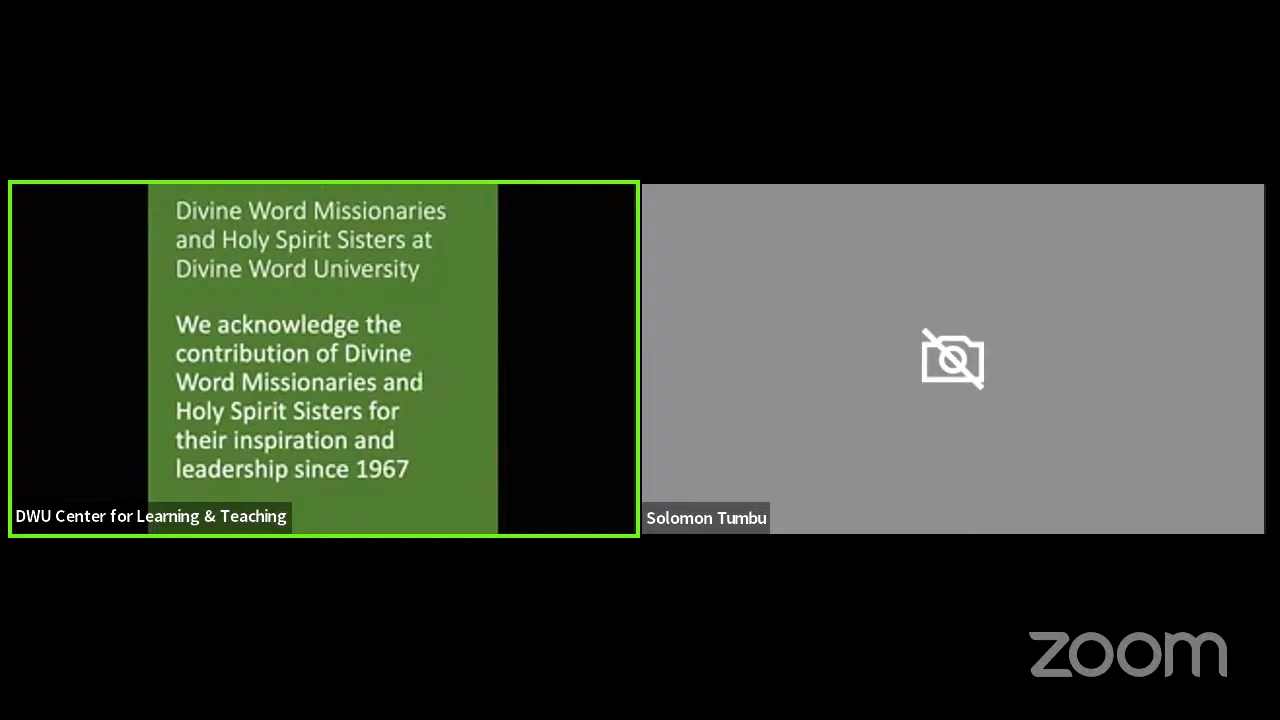 Divine Word Missionaries
and Holy Spirit Sisters at
Divine Word University
We acknowledge the
contribution of Divine
Word Missionaries and
Holy Spirit Sisters for
their inspiration and
leadership since 1967
DWU Center for Learning & Teaching
Solomon Tumbu
zoom